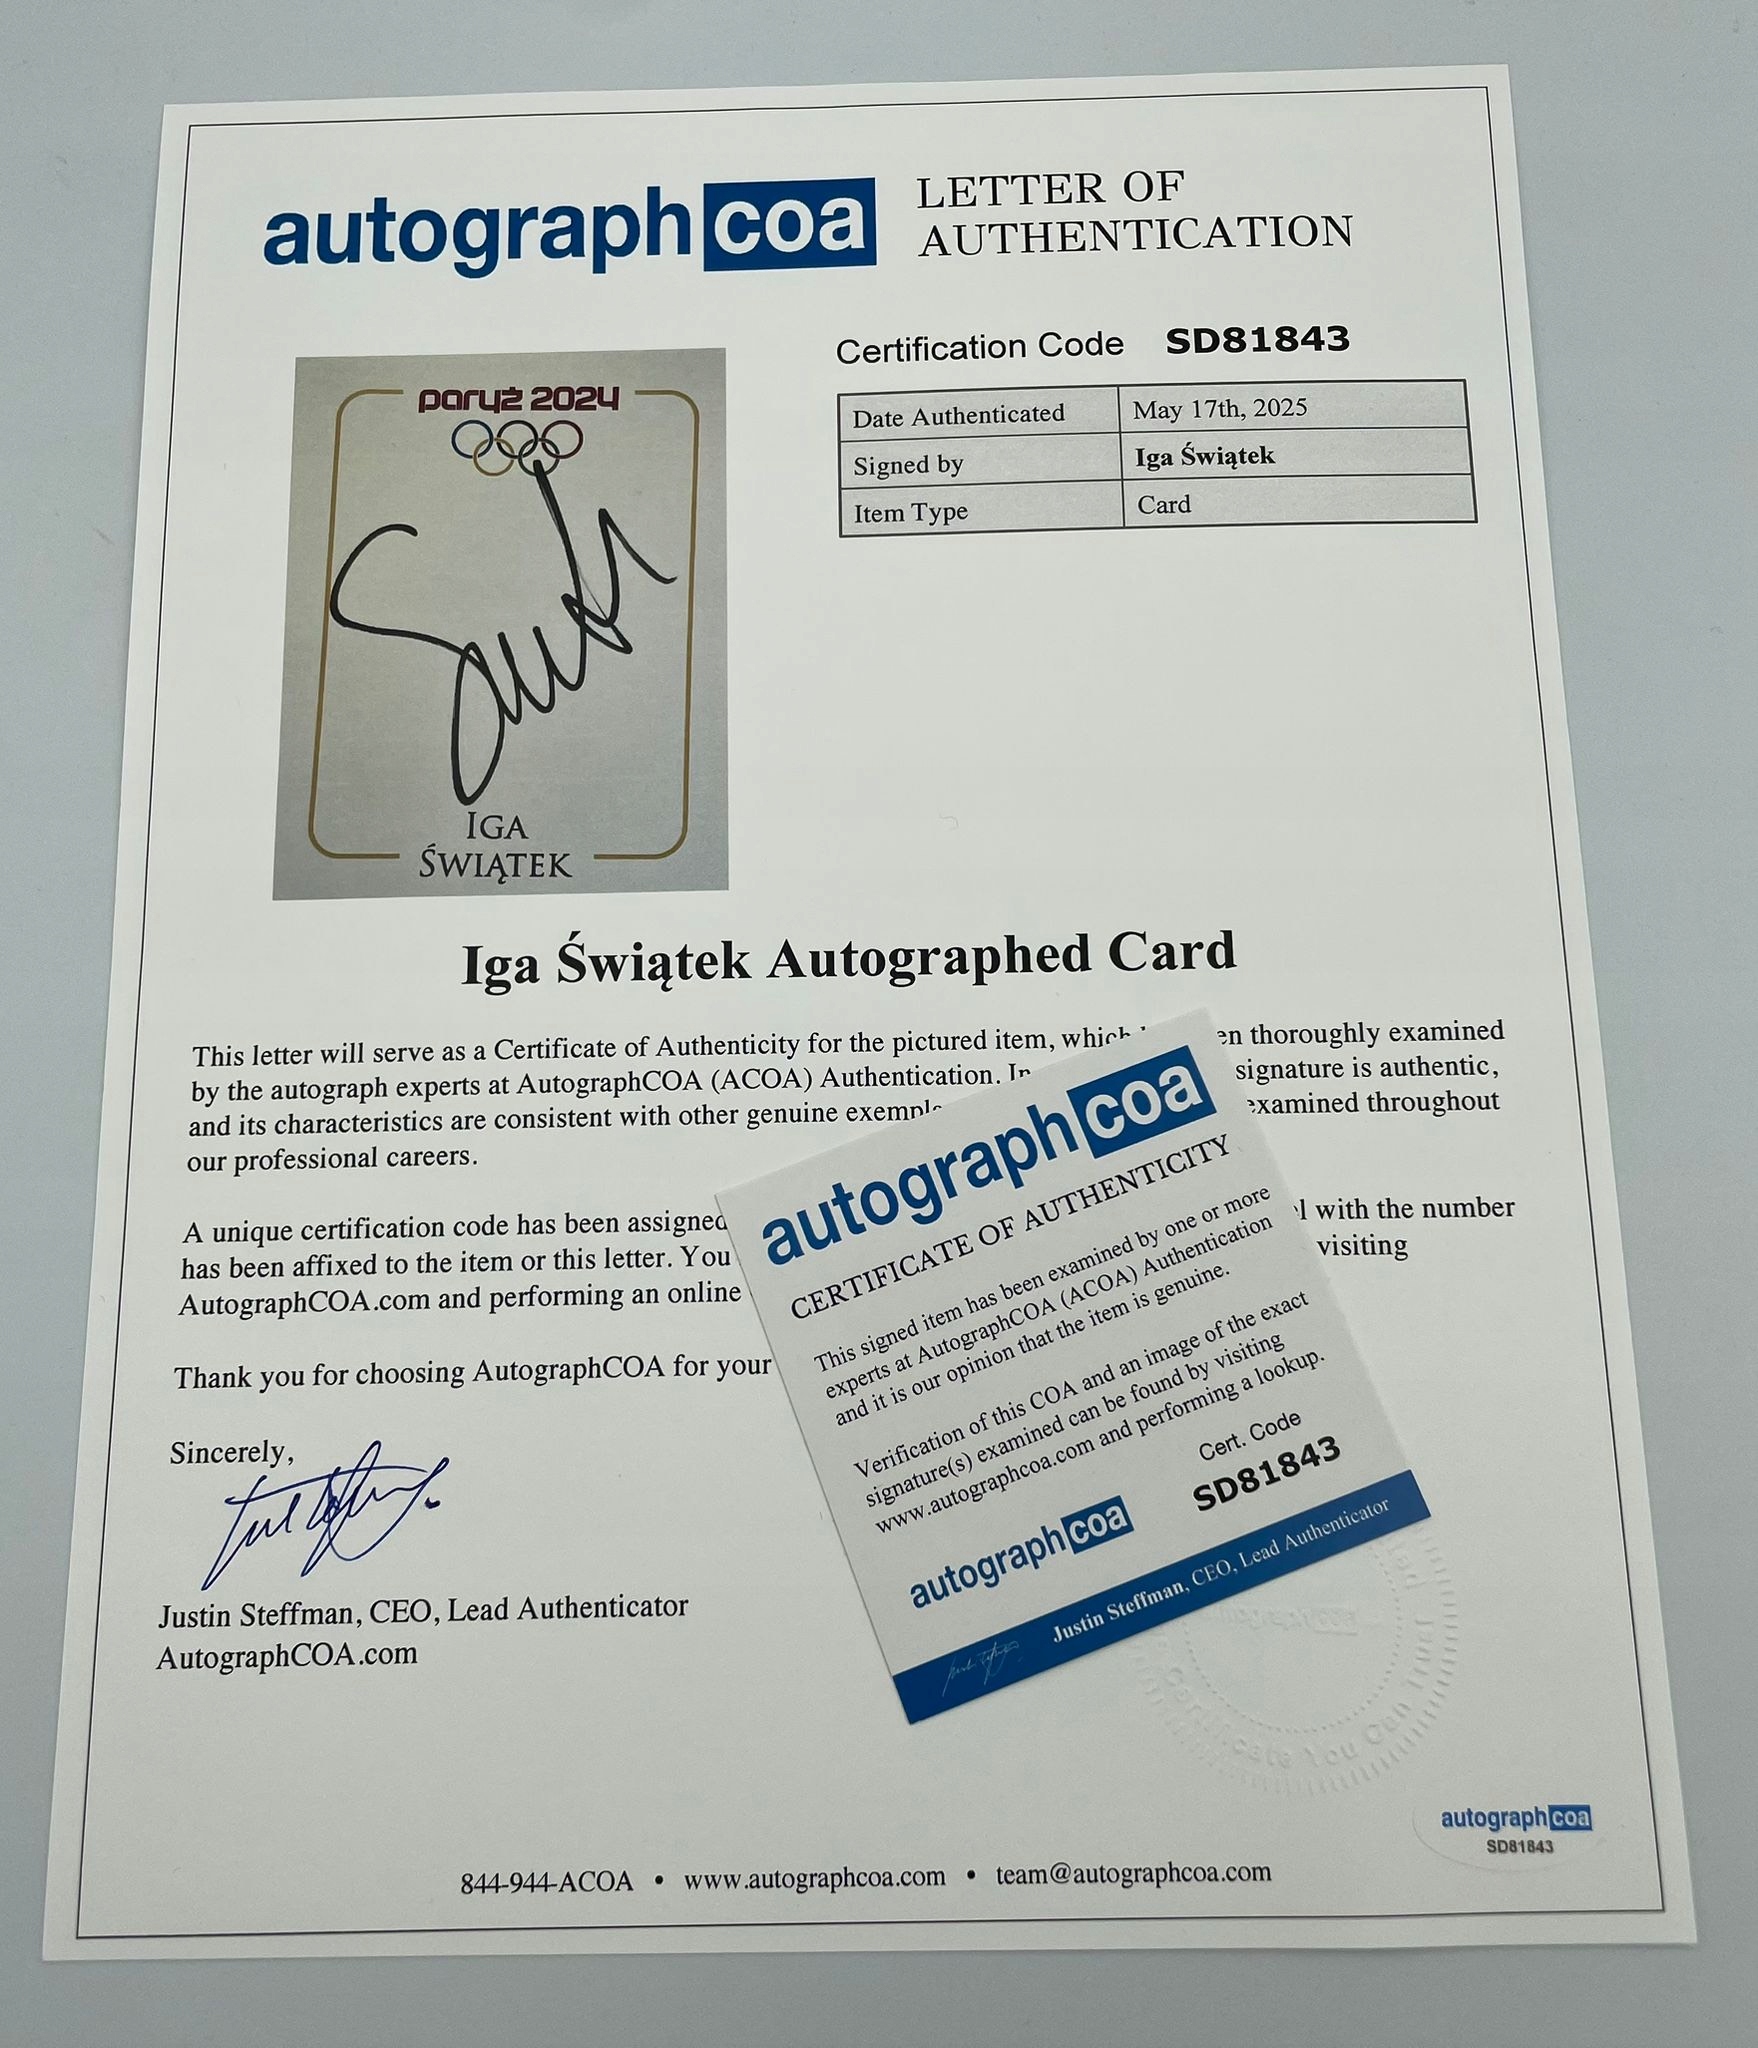 autographcoa
LETTER OF
AUTHENTICATION
Certification Code SD81843
Date Authenticated May 17th, 2025
Signed by Iga Świątek
Item Type Card
paryż 2024
IGA
ŚWIĄTEK
Iga Świątek Autographed Card
This letter will serve as a Certificate of Authenticity for the pictured item, which thoroughly examined
by the autograph experts at AutographCOA (ACOA) Authentication. In signature is authentic,
and its characteristics are consistent with other genuine examined throughout
our professional careers.
A unique certification code has been assigned with the number
has been affixed to the item or this letter. You visiting
AutographCOA.com and performing an online
Thank you for choosing AutographCOA for your
Sincerely,
Justin Steffman, CEO, Lead Authenticator
AutographCOA.com
autographcoa
CERTIFICATE OF AUTHENTICITY
This signed item has been examined by one or more
experts at AutographCOA (ACOA) Authentication
and it is our opinion that the item is genuine.
Verification of this COA and an image of the exact
signature(s) examined can be found by visiting
www.autographcoa.com and performing a lookup.
Cert. Code
SD81843
autographcoa
Justin Steffman, CEO, Lead Authenticator
Certificate You Can Trust
autographcoa
SD81843
844-944-ACOA • www.autographcoa.com • team@autographcoa.com